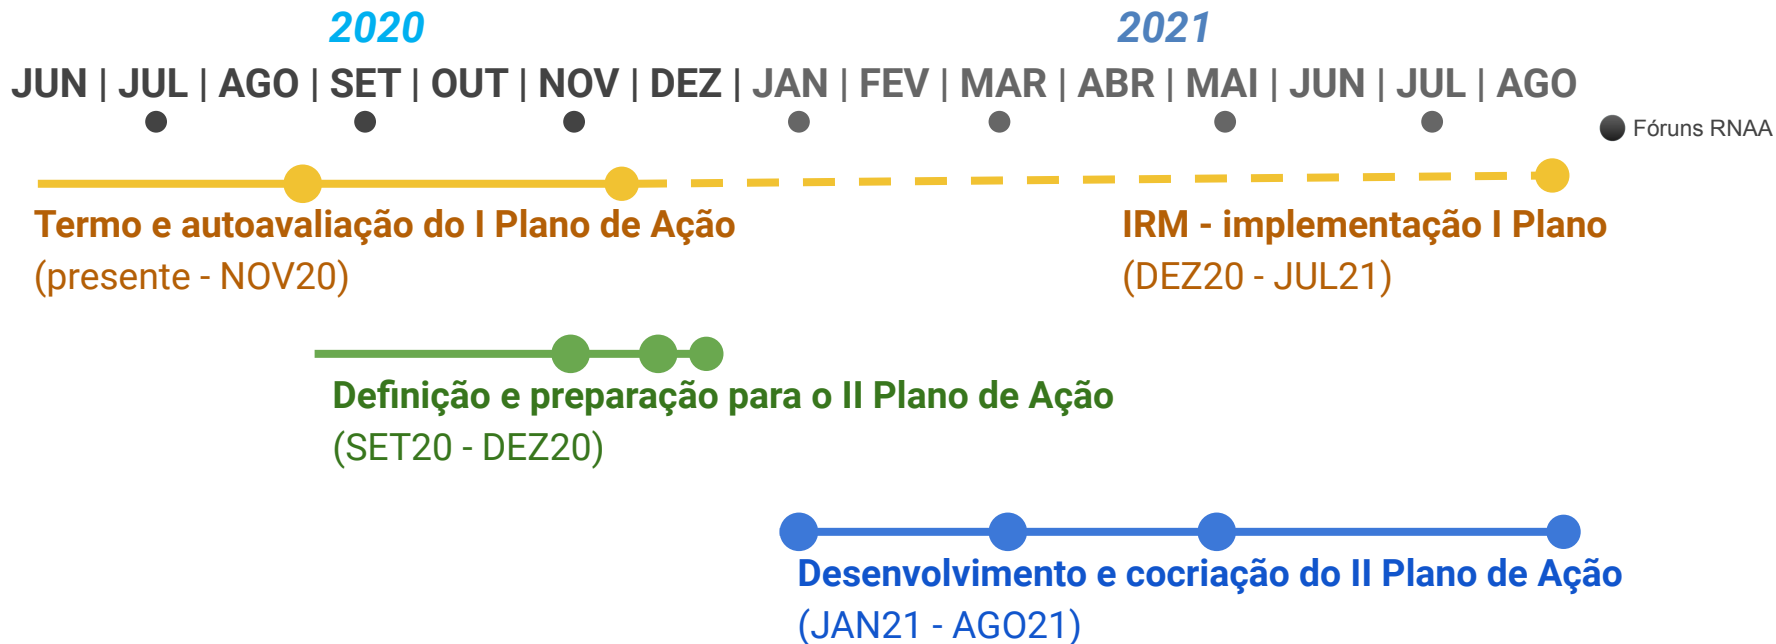 2020
2021
JUN | JUL | AGO | SET | OUT | NOV | DEZ | JAN | FEV | MAR | ABR | MAI | JUN | JUL | AGO
Fóruns RNAA
Termo e autoavaliação do I Plano de Ação
(presente - NOV20)
IRM - implementação I Plano
(DEZ20 - JUL21)
Definição e preparação para o II Plano de Ação
(SET20 - DEZ20)
Desenvolvimento e cocriação do II Plano de Ação
(JAN21 - AGO21)